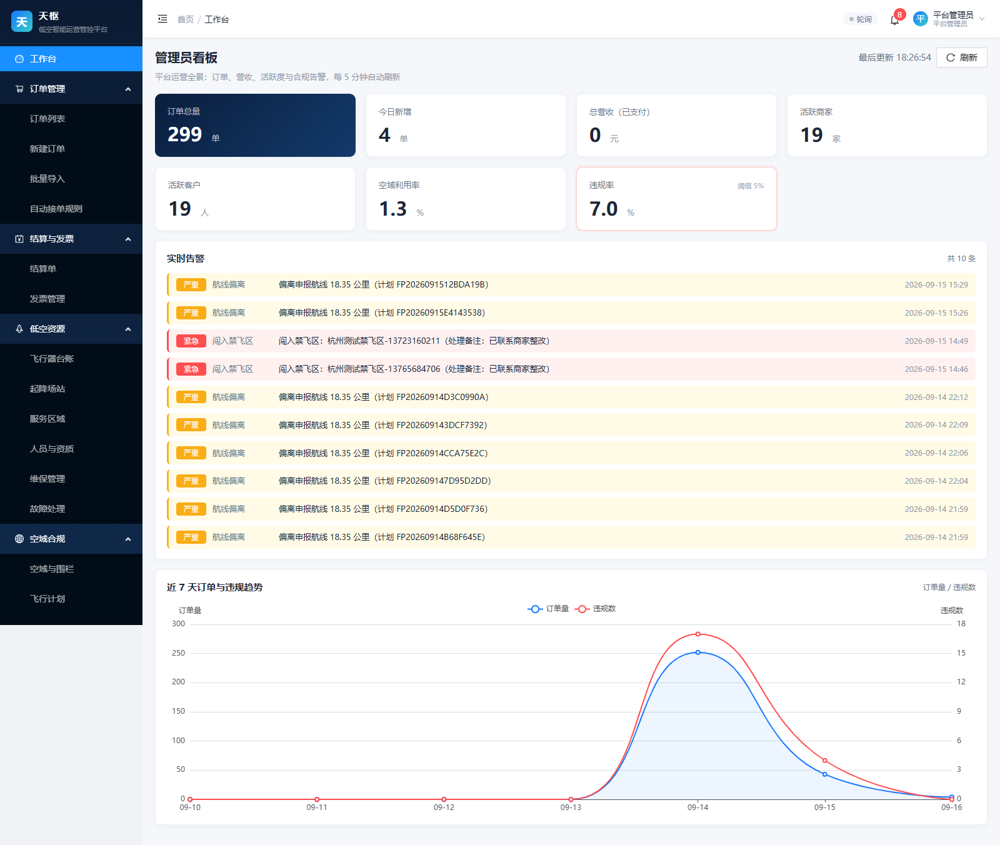 天
天枢
低空智能运营管控平台
首页 / 工作台
轮询
8
平
平台管理员
平台管理员
工作台
订单管理
订单列表
新建订单
批量导入
自动接单规则
结算与发票
结算单
发票管理
低空资源
飞行器台账
起降场站
服务区域
人员与资质
维保管理
故障处理
空域合规
空域与围栏
飞行计划
管理员看板
最后更新 18:26:54
刷新
平台运营全景：订单、营收、活跃度与合规告警，每 5 分钟自动刷新
订单总量
299 单
今日新增
4 单
总营收（已支付）
0 元
活跃商家
19 家
活跃客户
19 人
空域利用率
1.3 %
违规率 阈值 5%
7.0 %
实时告警 共 10 条
严重 航线偏离 偏离申报航线 18.35 公里（计划 FP2026091512BDA19B） 2026-09-15 15:29
严重 航线偏离 偏离申报航线 18.35 公里（计划 FP20260915E4143538） 2026-09-15 15:26
紧急 闯入禁飞区 闯入禁飞区：杭州测试禁飞区-13723160211（处理备注：已联系商家整改） 2026-09-15 14:49
紧急 闯入禁飞区 闯入禁飞区：杭州测试禁飞区-13765684706（处理备注：已联系商家整改） 2026-09-15 14:46
严重 航线偏离 偏离申报航线 18.35 公里（计划 FP20260914D3C0990A） 2026-09-14 22:12
严重 航线偏离 偏离申报航线 18.35 公里（计划 FP202609143DCF7392） 2026-09-14 22:09
严重 航线偏离 偏离申报航线 18.35 公里（计划 FP20260914CCA75E2C） 2026-09-14 22:06
严重 航线偏离 偏离申报航线 18.35 公里（计划 FP202609147D95D2DD） 2026-09-14 22:04
严重 航线偏离 偏离申报航线 18.35 公里（计划 FP20260914D5D0F736） 2026-09-14 21:59
严重 航线偏离 偏离申报航线 18.35 公里（计划 FP20260914B68F645E） 2026-09-14 21:59
近 7 天订单与违规趋势 订单量 / 违规数
订单量 违规数
订单量 违规数
300 18
250 15
200 12
150 9
100 6
50 3
0 0
09-10 09-11 09-12 09-13 09-14 09-15 09-16